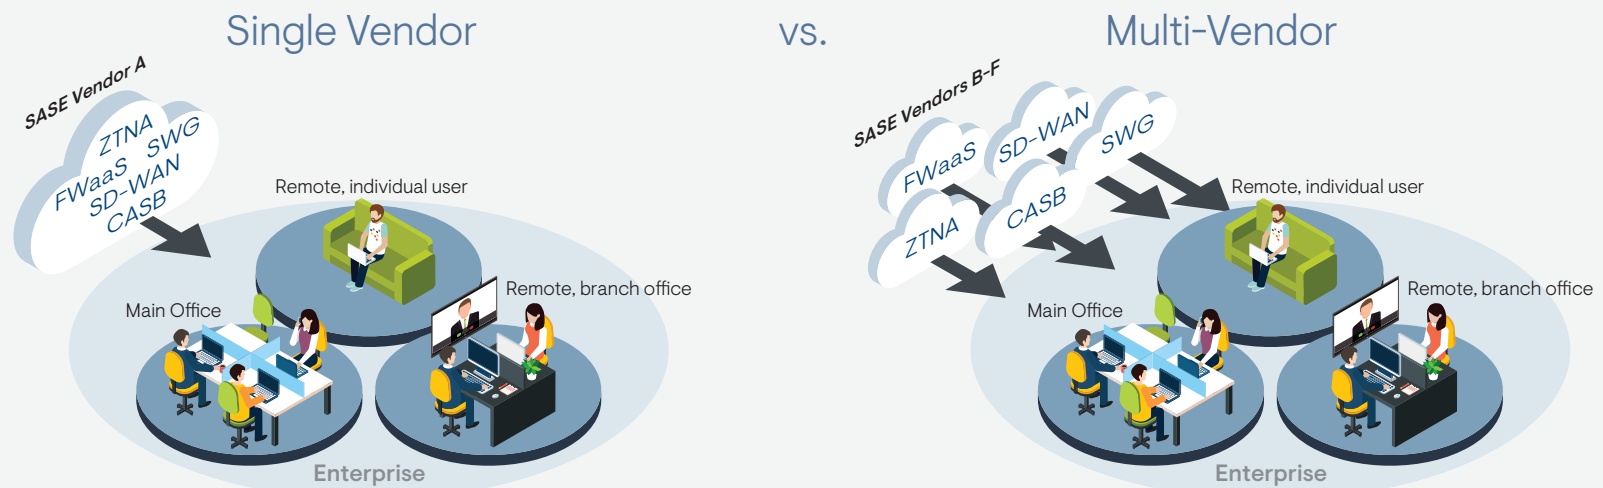 Single Vendor
vs.
Multi-Vendor
SASE Vendor A
ZTNA
SWG
FWaaS
SD-WAN
CASB
Remote, individual user
Main Office
Remote, branch office
Enterprise
SASE Vendors B-F
FWaaS
SD-WAN
SWG
ZTNA
CASB
Remote, individual user
Main Office
Remote, branch office
Enterprise